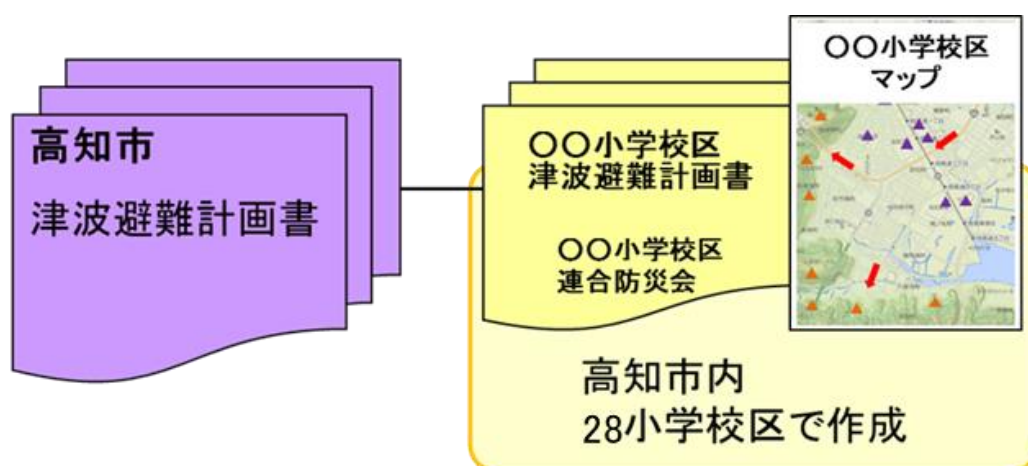 高知市
津波避難計画書
〇〇小学校区
津波避難計画書
〇〇小学校区
連合防災会
〇〇小学校区
マップ
高知市内
28小学校区で作成